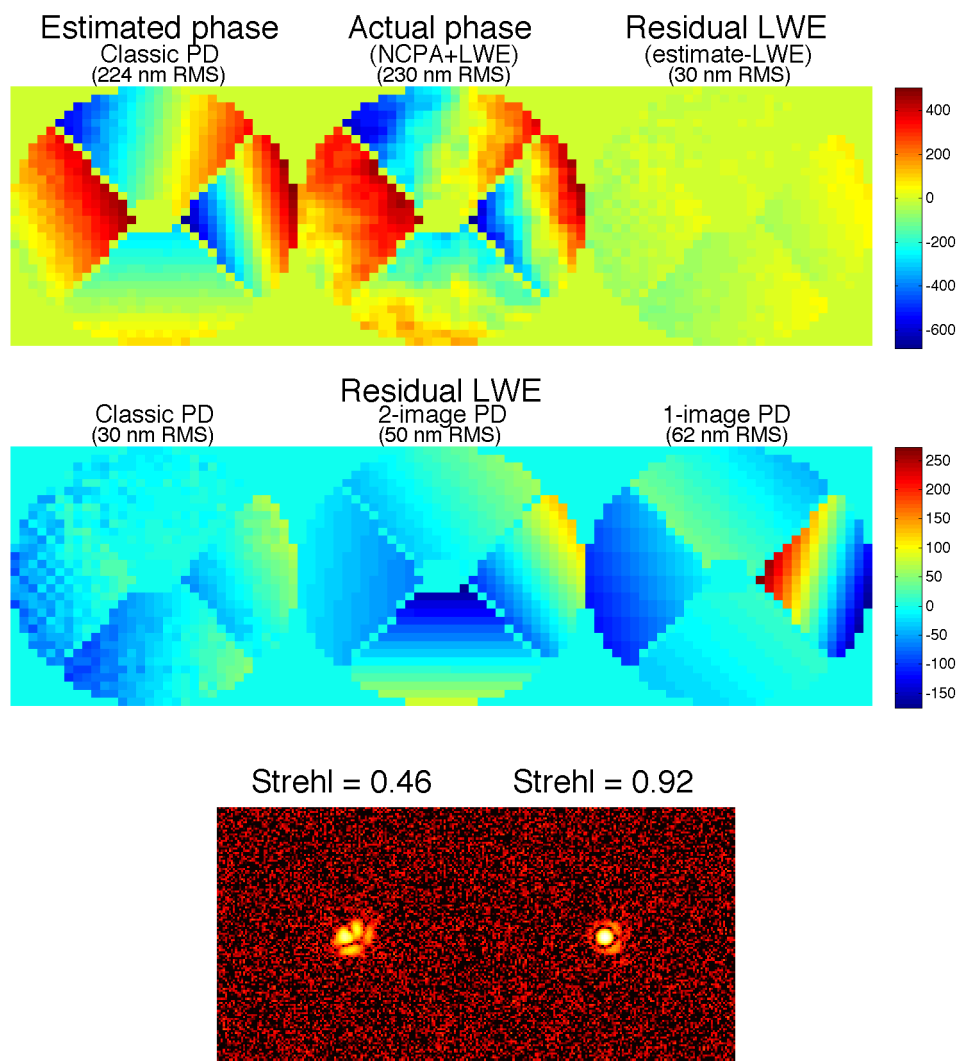 Estimated phase
Classic PD
(224 nm RMS)
Actual phase
(NCPA+LWE)
(230 nm RMS)
Residual LWE
(estimate-LWE)
(30 nm RMS)
400
200
0
-200
-400
-600
Residual LWE
Classic PD
(30 nm RMS)
2-image PD
(50 nm RMS)
1-image PD
(62 nm RMS)
250
200
150
100
50
0
-50
-100
-150
Strehl = 0.46
Strehl = 0.92